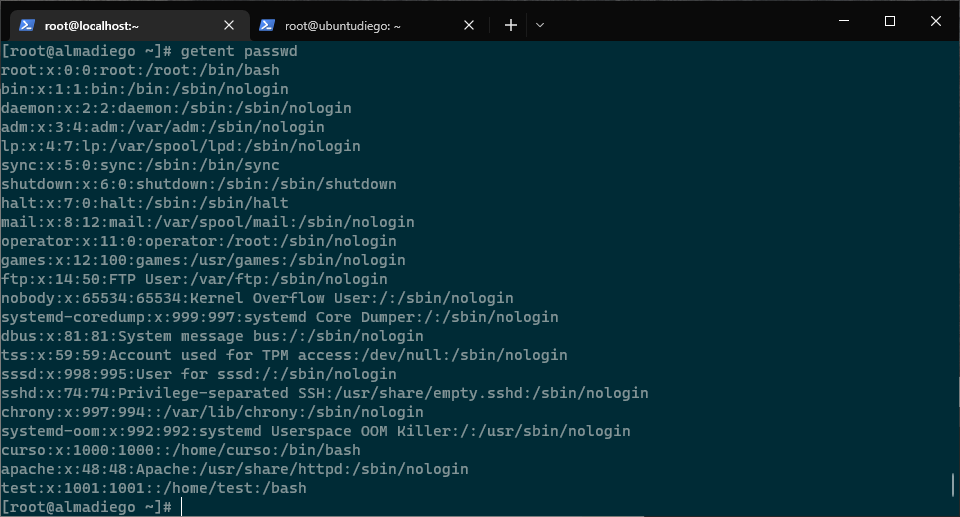 root@localhost:~
root@ubuntudiego: ~
[root@almadiego ~]# getent passwd
root:x:0:0:root:/root:/bin/bash
bin:x:1:1:bin:/bin:/sbin/nologin
daemon:x:2:2:daemon:/sbin:/sbin/nologin
adm:x:3:4:adm:/var/adm:/sbin/nologin
lp:x:4:7:lp:/var/spool/lpd:/sbin/nologin
sync:x:5:0:sync:/sbin:/bin/sync
shutdown:x:6:0:shutdown:/sbin:/sbin/shutdown
halt:x:7:0:halt:/sbin:/sbin/halt
mail:x:8:12:mail:/var/spool/mail:/sbin/nologin
operator:x:11:0:operator:/root:/sbin/nologin
games:x:12:100:games:/usr/games:/sbin/nologin
ftp:x:14:50:FTP User:/var/ftp:/sbin/nologin
nobody:x:65534:65534:Kernel Overflow User:/:/sbin/nologin
systemd-coredump:x:999:997:systemd Core Dumper:/:/sbin/nologin
dbus:x:81:81:System message bus:/:/sbin/nologin
tss:x:59:59:Account used for TPM access:/dev/null:/sbin/nologin
sssd:x:998:995:User for sssd:/:/sbin/nologin
sshd:x:74:74:Privilege-separated SSH:/usr/share/empty.sshd:/sbin/nologin
chrony:x:997:994::/var/lib/chrony:/sbin/nologin
systemd-oom:x:992:992:systemd Userspace OOM Killer:/:/usr/sbin/nologin
curso:x:1000:1000::/home/curso:/bin/bash
apache:x:48:48:Apache:/usr/share/httpd:/sbin/nologin
test:x:1001:1001::/home/test:/bash
[root@almadiego ~]#